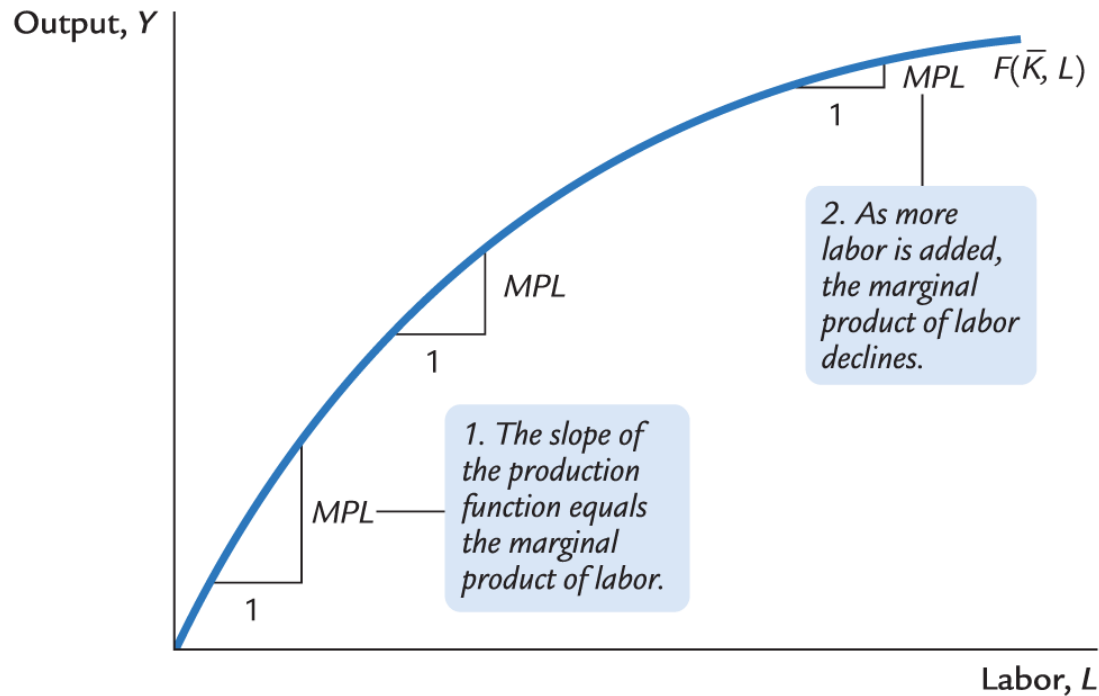 Output, Y
MPL
F(K̅, L)
1
2. As more
labor is added,
the marginal
product of labor
declines.
MPL
1
1. The slope of
the production
function equals
the marginal
product of labor.
MPL
1
Labor, L